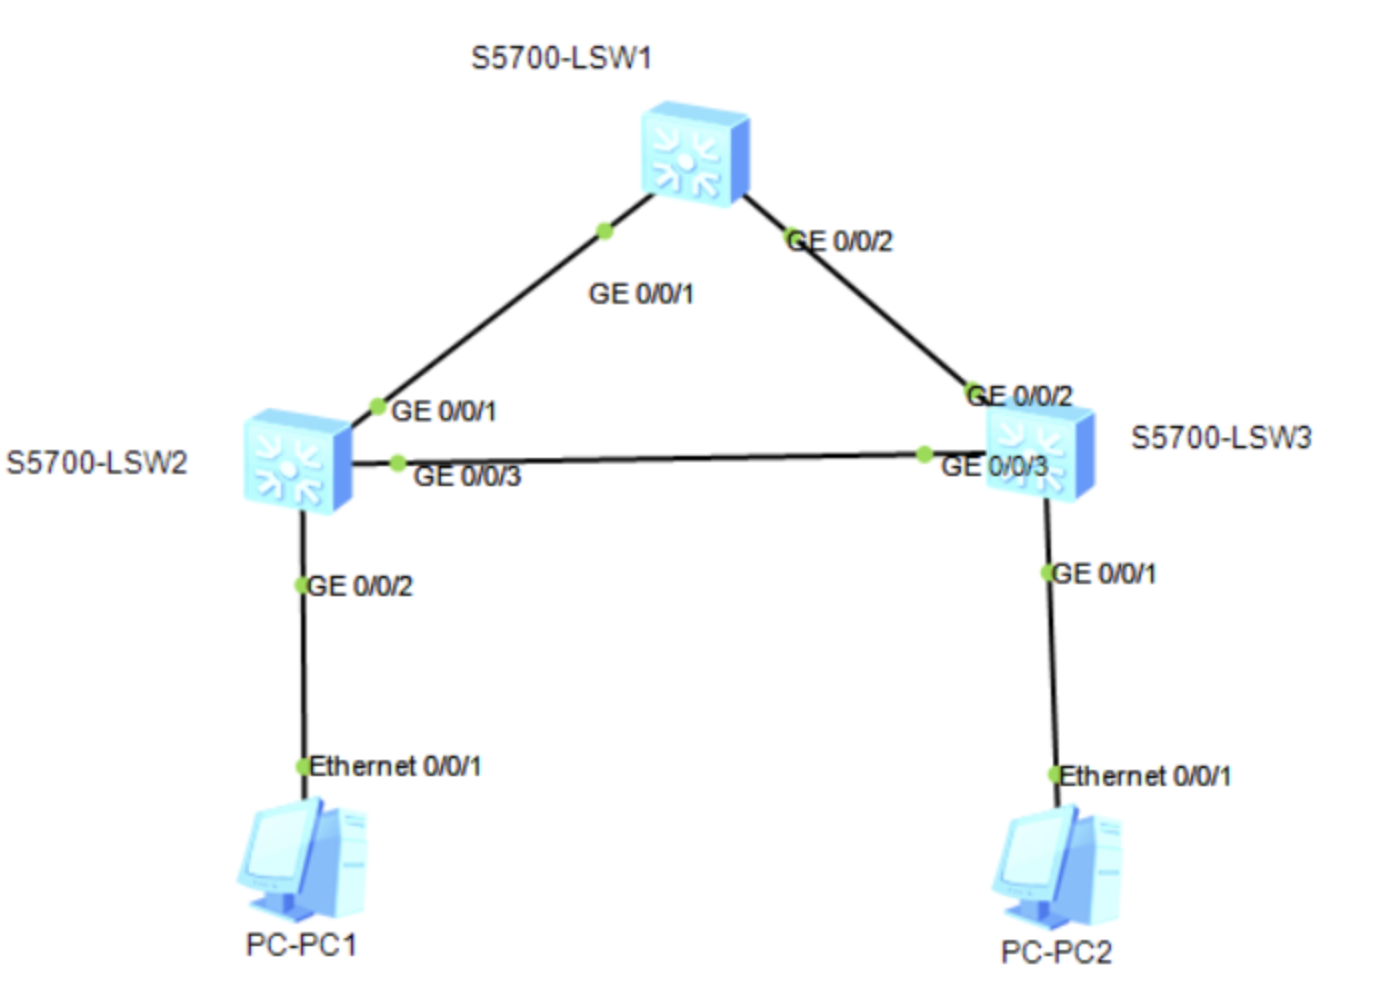 S5700-LSW1
GE 0/0/2
GE 0/0/1
GE 0/0/2
GE 0/0/1
S5700-LSW3
S5700-LSW2
GE 0/0/3
GE 0/0/3
GE 0/0/1
GE 0/0/2
Ethernet 0/0/1
Ethernet 0/0/1
PC-PC1
PC-PC2